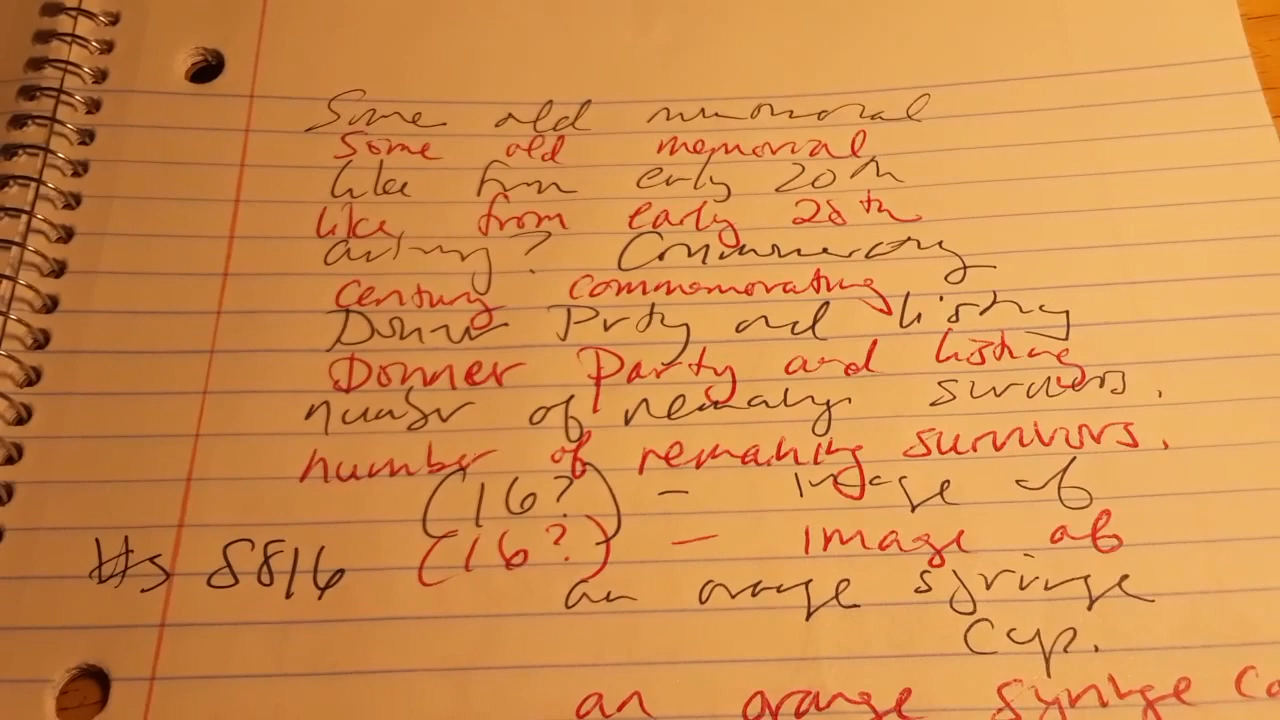 Some old memorial
Some old memorial
like from early 20th
like from early 20th
century? Commemorating
century commemorating
Donner Party and listing
Donner Party and listing
number of remaining survivors.
number of remaining survivors.
(16?) - image of
#s 8816 (16?) - image of
an orange syringe
cap.
an orange syringe ca